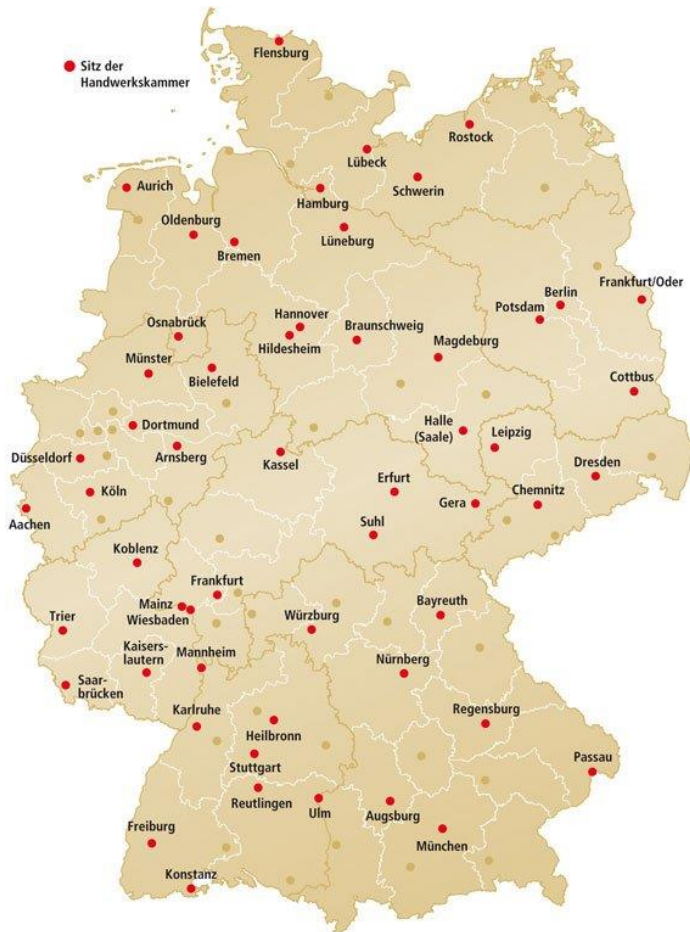 Flensburg
Sitz der
Handwerkskammer
Rostock
Lübeck
Schwerin
Aurich
Hamburg
Oldenburg
Lüneburg
Bremen
Frankfurt/Oder
Berlin
Potsdam
Hannover
Osnabrück
Braunschweig
Hildesheim
Magdeburg
Münster
Bielefeld
Cottbus
Dortmund
Halle
(Saale)
Leipzig
Düsseldorf
Arnsberg
Kassel
Dresden
Erfurt
Köln
Gera
Chemnitz
Aachen
Suhl
Koblenz
Frankfurt
Mainz
Wiesbaden
Bayreuth
Trier
Würzburg
Kaisers-
lautern
Mannheim
Nürnberg
Saar-
brücken
Karlruhe
Regensburg
Heilbronn
Passau
Stuttgart
Reutlingen
Ulm
Augsburg
Freiburg
München
Konstanz